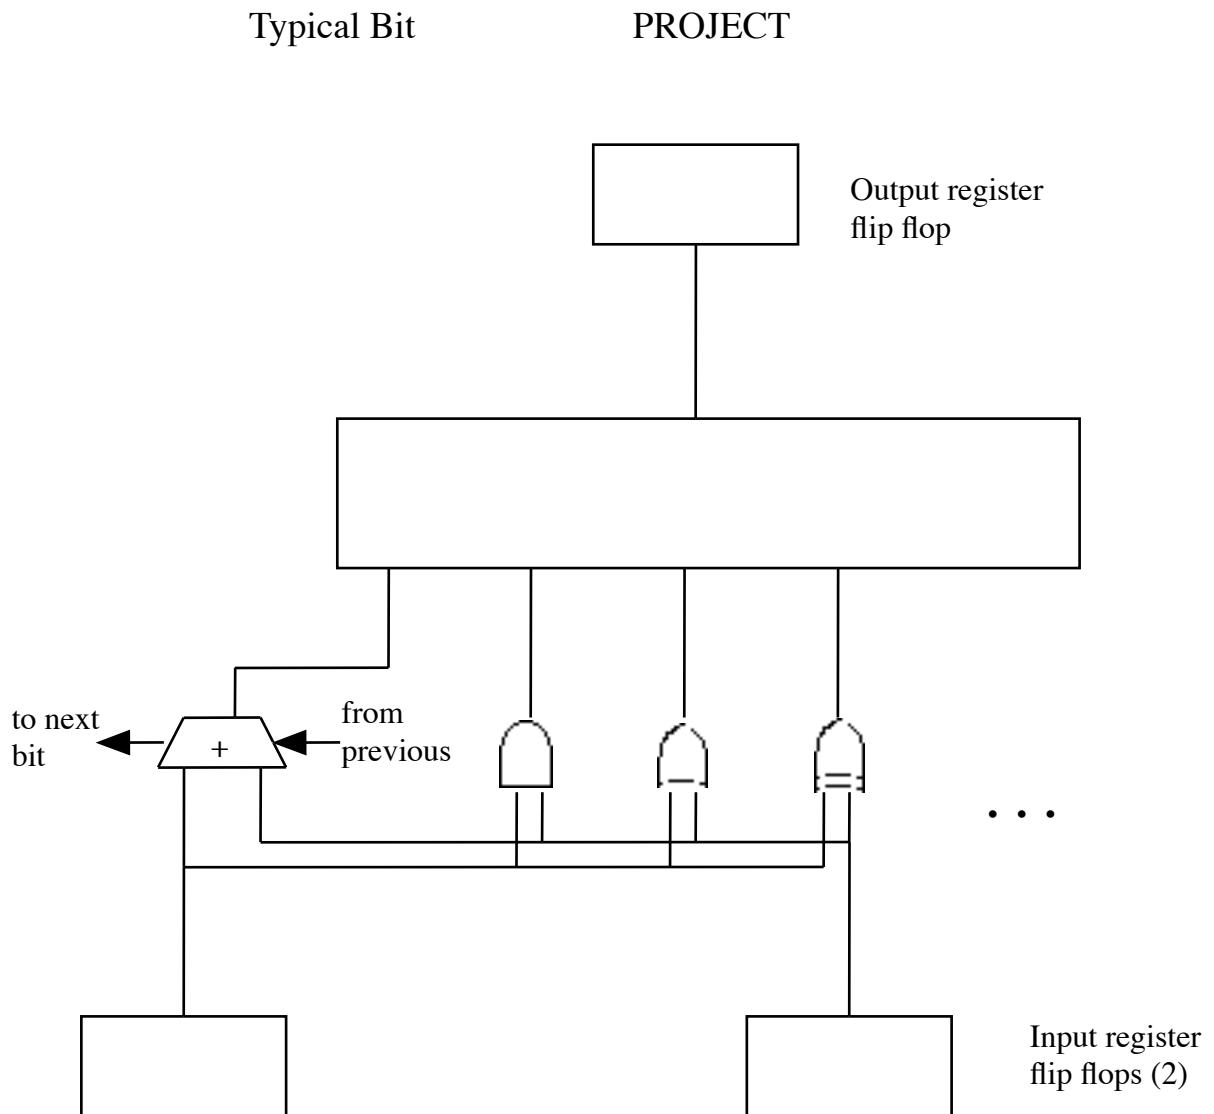 Typical Bit PROJECT
Output register
flip flop
to next
bit
+
from
previous
. . .
Input register
flip flops (2)